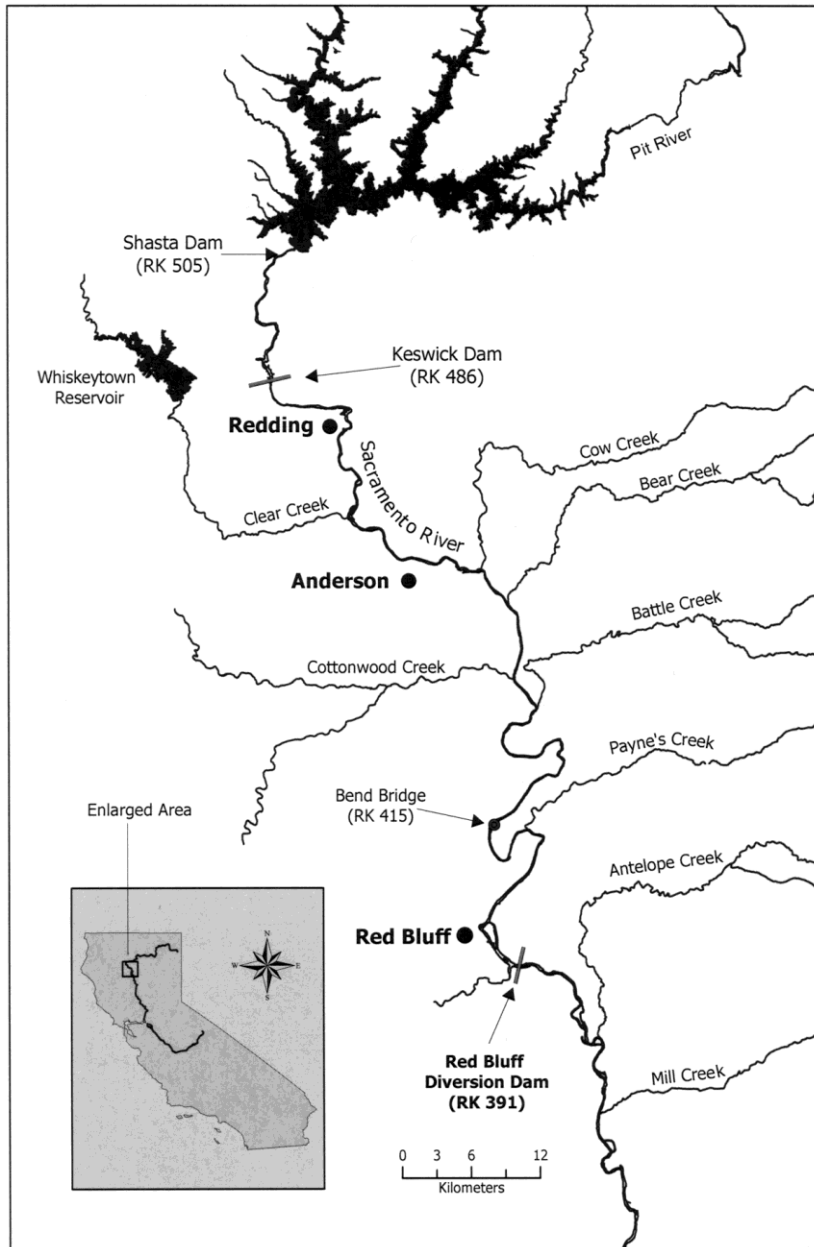 Pit River
Shasta Dam
(RK 505)
Keswick Dam
(RK 486)
Whiskeytown
Reservoir
Redding
Sacramento River
Cow Creek
Bear Creek
Clear Creek
Anderson
Battle Creek
Cottonwood Creek
Payne's Creek
Bend Bridge
(RK 415)
Enlarged Area
Antelope Creek
Red Bluff
N
W
E
S
Red Bluff
Diversion Dam
(RK 391)
Mill Creek
0 3 6 12
Kilometers